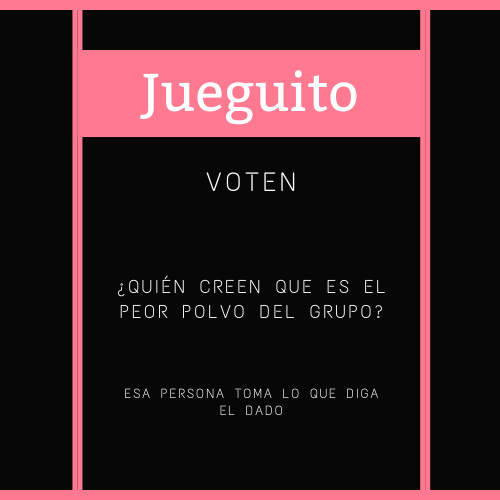 Jueguito
VOTEN
¿QUIÉN CREEN QUE ES EL
PEOR POLVO DEL GRUPO?
ESA PERSONA TOMA LO QUE DIGA
EL DADO